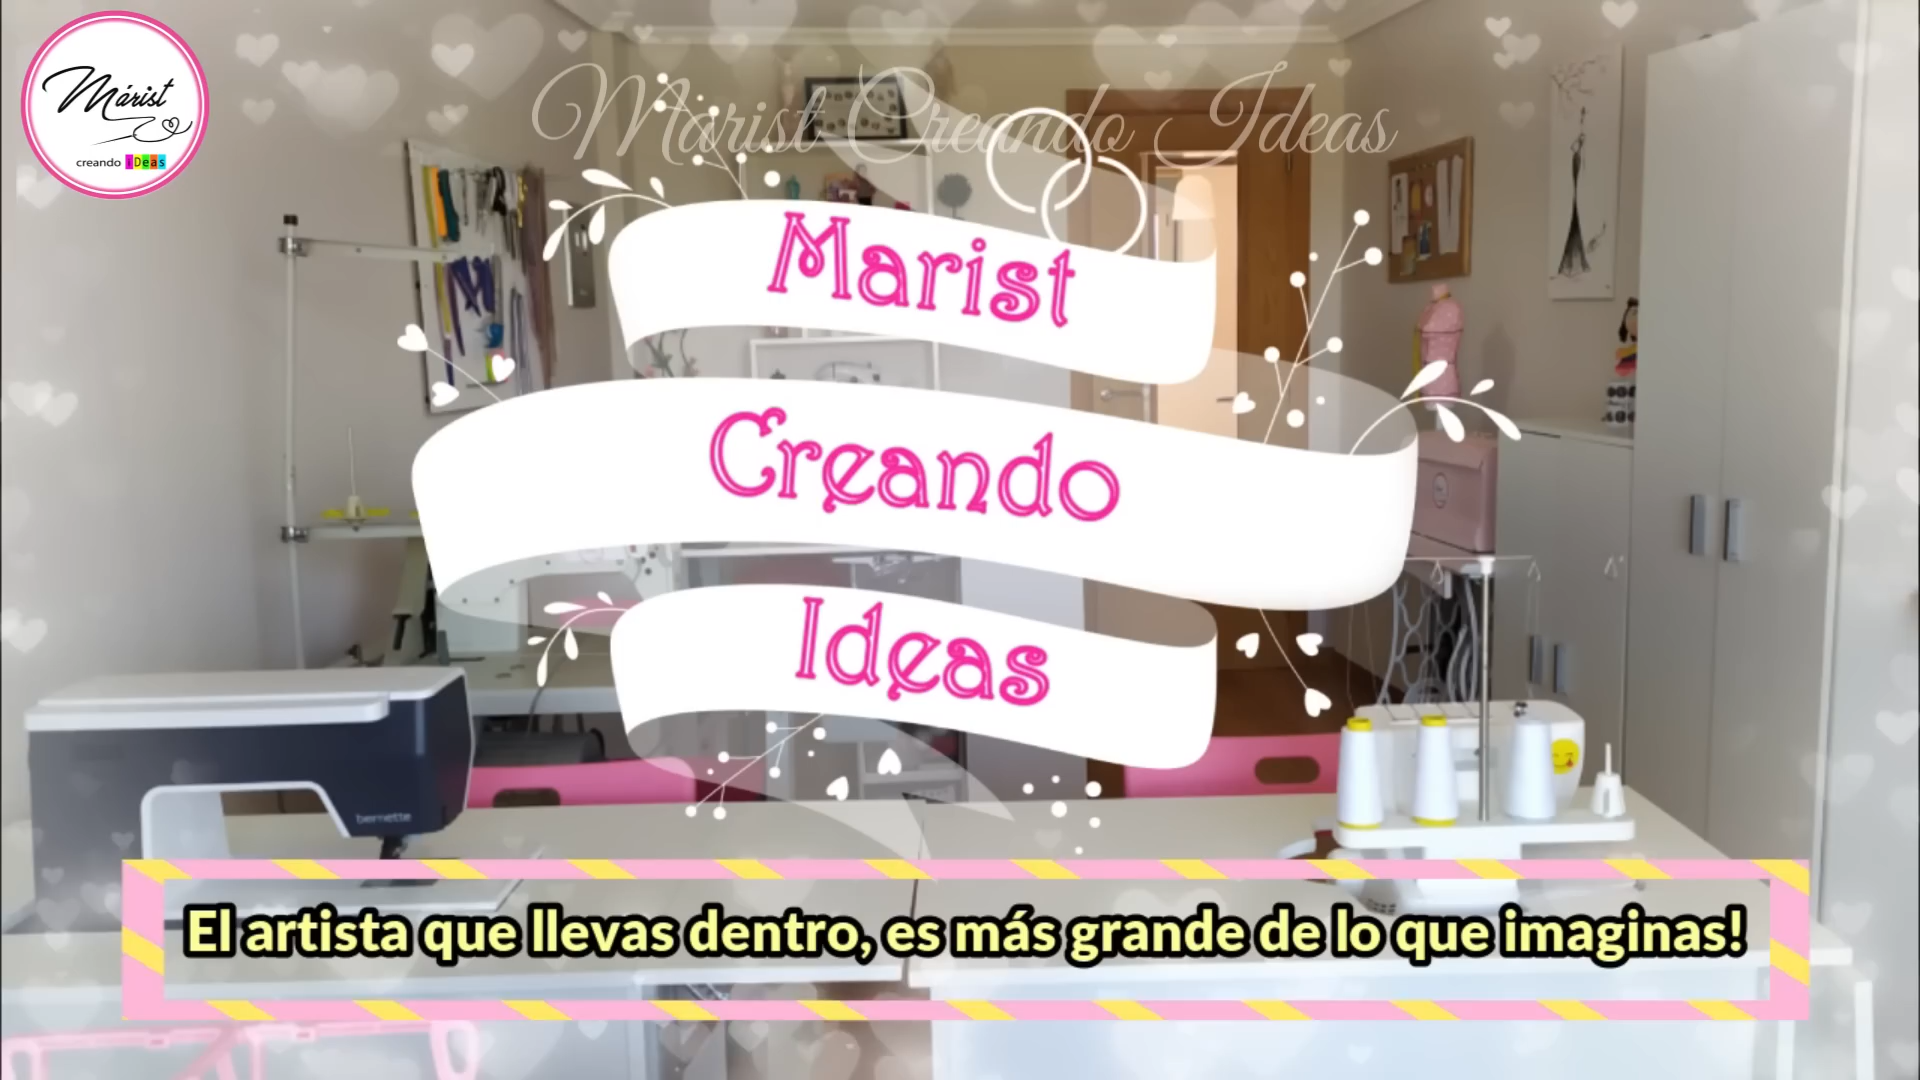 Márist
creando iDeas
Marist Creando Ideas
Marist
Creando
Ideas
bernette
El artista que llevas dentro, es más grande de lo que imaginas!